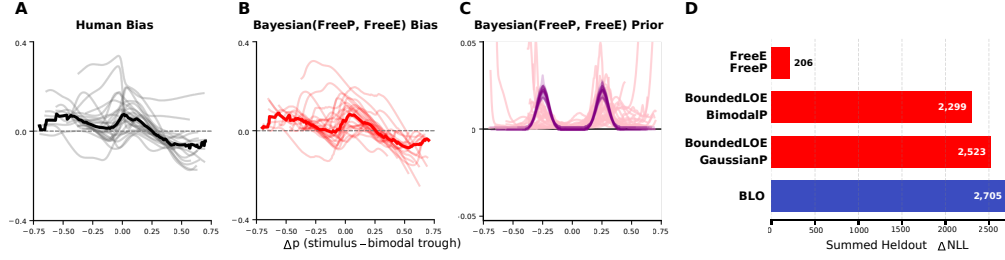 A
Human Bias
0.4
0.0
−0.4
−0.75
−0.50
−0.25
0.00
0.25
0.50
0.75
B
Bayesian(FreeP, FreeE) Bias
0.4
0.0
−0.4
−0.75
−0.50
−0.25
0.00
0.25
0.50
0.75
Δp (stimulus−bimodal trough)
C
Bayesian(FreeP, FreeE) Prior
0.05
0
−0.05
−0.75
−0.50
−0.25
0.00
0.25
0.50
0.75
D
FreeE
FreeP
206
BoundedLOE
BimodalP
2,299
BoundedLOE
GaussianP
2,523
BLO
2,705
0
500
1000
1500
2000
2500
Summed Heldout ΔNLL